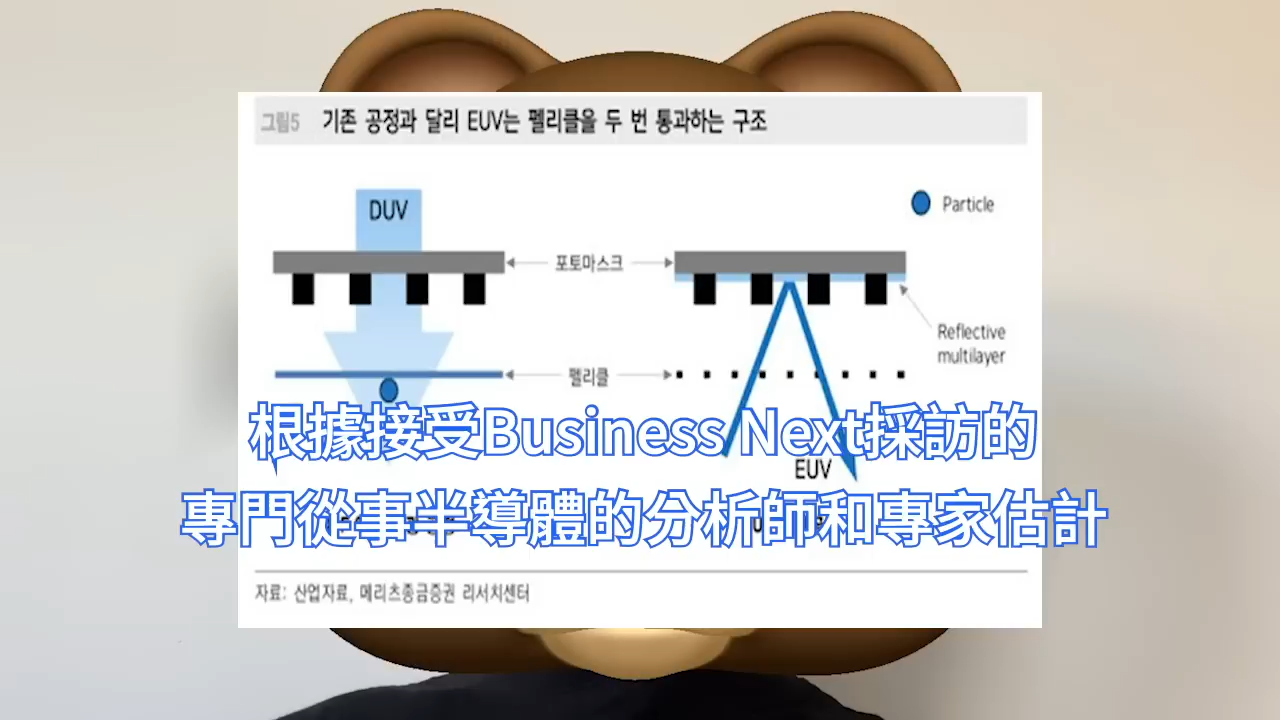 그림5 기존 공정과 달리 EUV는 펠리클을 두 번 통과하는 구조
DUV
Particle
포토마스크
Reflective
multilayer
펠리클
根據接受Business Next採訪的
EUV
專門從事半導體的分析師和專家估計
자료: 산업자료, 메리츠종금증권 리서치센터